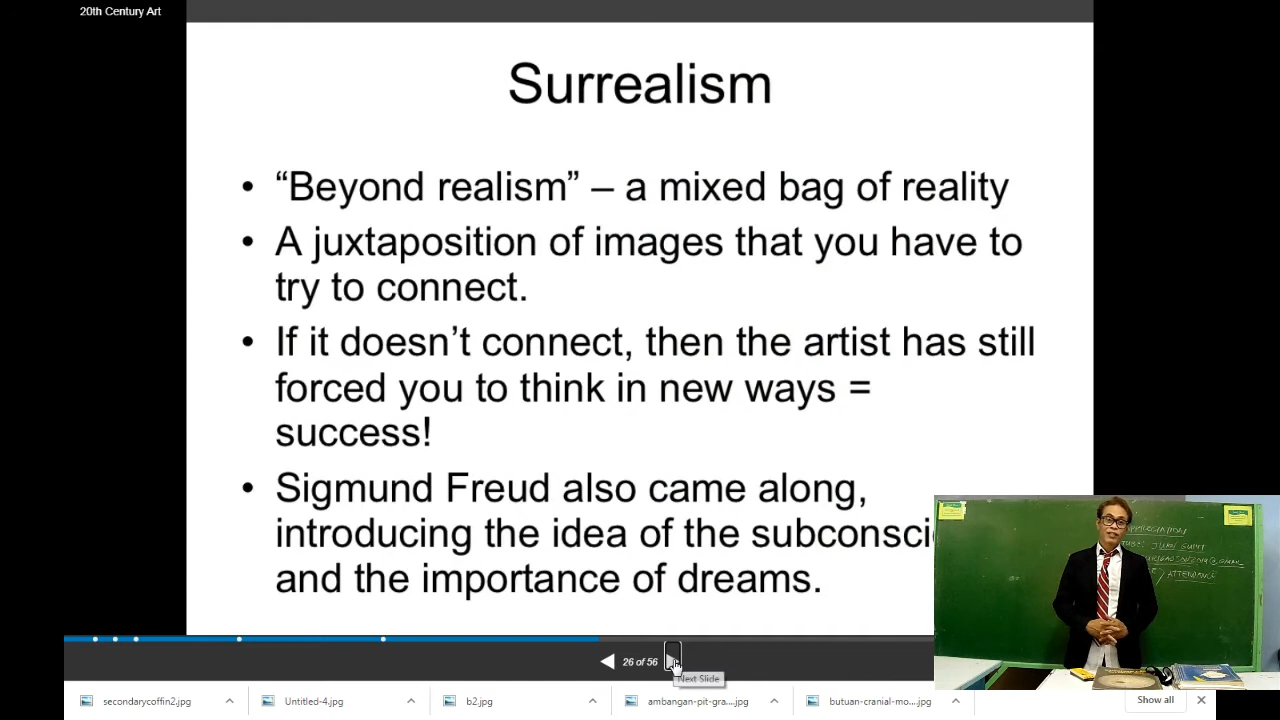 20th Century Art
Surrealism
• “Beyond realism” – a mixed bag of reality
• A juxtaposition of images that you have to
try to connect.
• If it doesn’t connect, then the artist has still
forced you to think in new ways =
success!
• Sigmund Freud also came along,
introducing the idea of the subconsci
and the importance of dreams.
JUAN SUMT
ATTENDANCE
26 of 56
Next Slide
secondarycoffin2.jpg
Untitled-4.jpg
b2.jpg
ambangan-pit-gra....jpg
butuan-cranial-mo....jpg
Show all